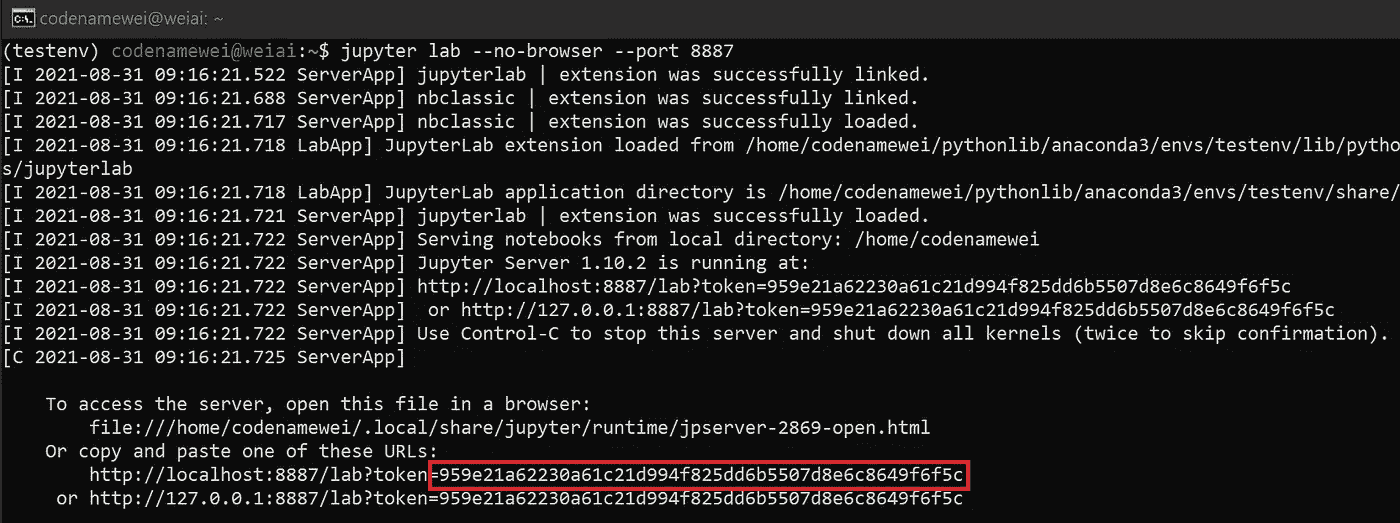 codenamewei@weiai: ~
(testenv) codenamewei@weiai:~$ jupyter lab --no-browser --port 8887
[I 2021-08-31 09:16:21.522 ServerApp] jupyterlab | extension was successfully linked.
[I 2021-08-31 09:16:21.688 ServerApp] nbclassic | extension was successfully linked.
[I 2021-08-31 09:16:21.717 ServerApp] nbclassic | extension was successfully loaded.
[I 2021-08-31 09:16:21.718 LabApp] JupyterLab extension loaded from /home/codenamewei/pythonlib/anaconda3/envs/testenv/lib/pytho
s/jupyterlab
[I 2021-08-31 09:16:21.718 LabApp] JupyterLab application directory is /home/codenamewei/pythonlib/anaconda3/envs/testenv/share/
[I 2021-08-31 09:16:21.721 ServerApp] jupyterlab | extension was successfully loaded.
[I 2021-08-31 09:16:21.722 ServerApp] Serving notebooks from local directory: /home/codenamewei
[I 2021-08-31 09:16:21.722 ServerApp] Jupyter Server 1.10.2 is running at:
[I 2021-08-31 09:16:21.722 ServerApp] http://localhost:8887/lab?token=959e21a62230a61c21d994f825dd6b5507d8e6c8649f6f5c
[I 2021-08-31 09:16:21.722 ServerApp]  or http://127.0.0.1:8887/lab?token=959e21a62230a61c21d994f825dd6b5507d8e6c8649f6f5c
[I 2021-08-31 09:16:21.722 ServerApp] Use Control-C to stop this server and shut down all kernels (twice to skip confirmation).
[C 2021-08-31 09:16:21.725 ServerApp]
To access the server, open this file in a browser:
file:///home/codenamewei/.local/share/jupyter/runtime/jpserver-2869-open.html
Or copy and paste one of these URLs:
http://localhost:8887/lab?token=959e21a62230a61c21d994f825dd6b5507d8e6c8649f6f5c
or http://127.0.0.1:8887/lab?token=959e21a62230a61c21d994f825dd6b5507d8e6c8649f6f5c